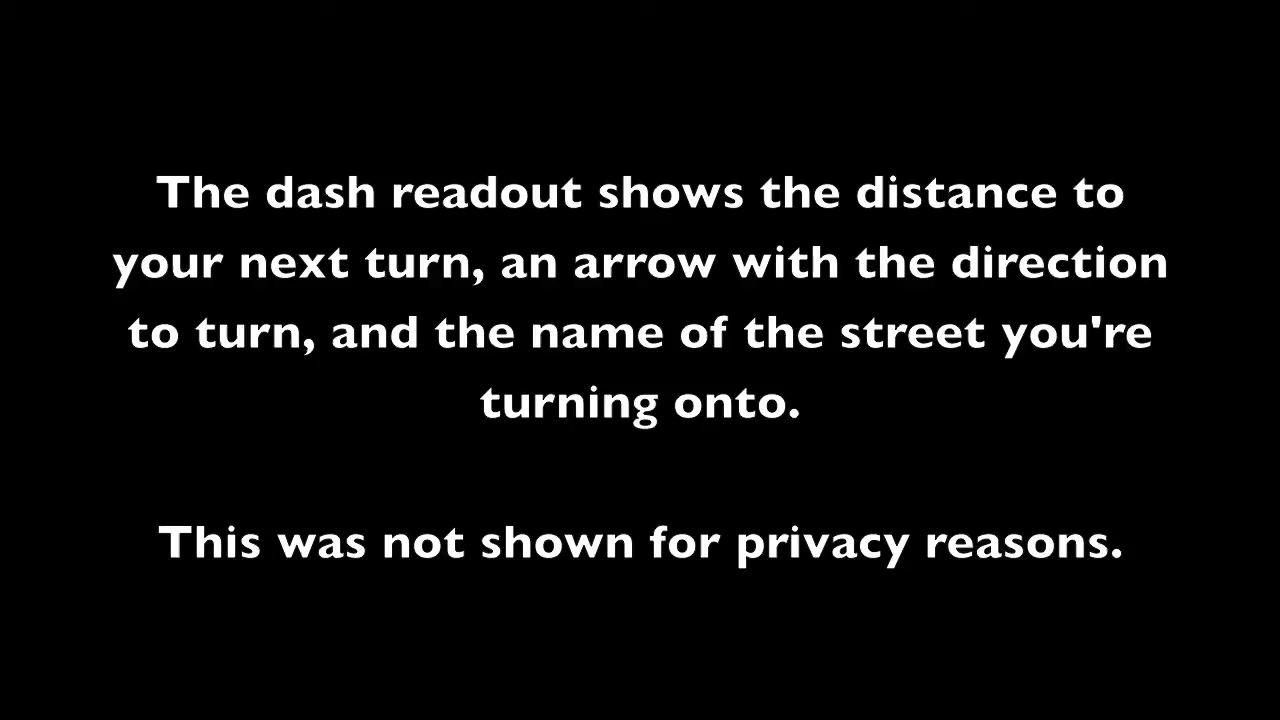 The dash readout shows the distance to
your next turn, an arrow with the direction
to turn, and the name of the street you're
turning onto.
This was not shown for privacy reasons.